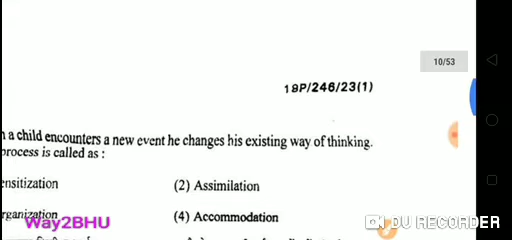 10/53
19P/246/23(1)
a child encounters a new event he changes his existing way of thinking.
process is called as :
ensitization (2) Assimilation
rganization (4) Accommodation
Way2BHU
DU RECORDER